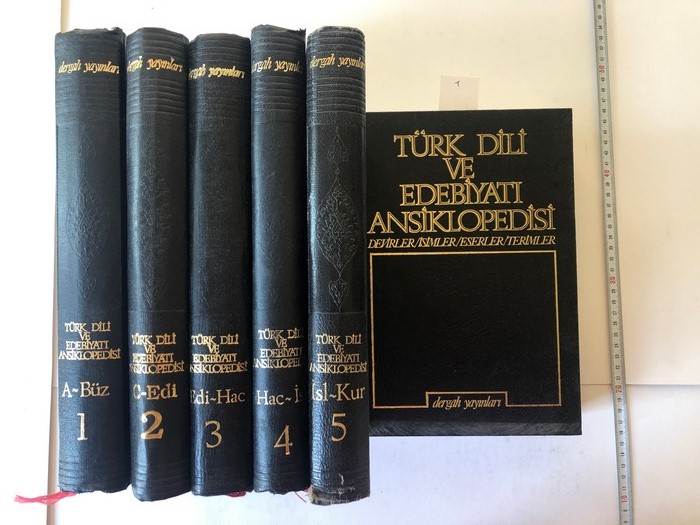 dergah yayınları
TÜRK DİLİ
VE
EDEBİYATI
ANSİKLOPEDİSİ
A~Büz
1
dergah yayınları
TÜRK DİLİ
VE
EDEBİYATI
ANSİKLOPEDİSİ
C-Edi
2
dergah yayınları
TÜRK DİLİ
VE
EDEBİYATI
ANSİKLOPEDİSİ
Edi~Hac
3
dergah yayınları
TÜRK DİLİ
VE
EDEBİYATI
ANSİKLOPEDİSİ
Hac~İs
4
dergah yayınları
TÜRK DİLİ
VE
EDEBİYATI
ANSİKLOPEDİSİ
İsl~Kur
5
1
TÜRK DİLİ
VE
EDEBİYATI
ANSİKLOPEDİSİ
DEVİRLER/İSİMLER/ESERLER/TERİMLER
dergah yayınları